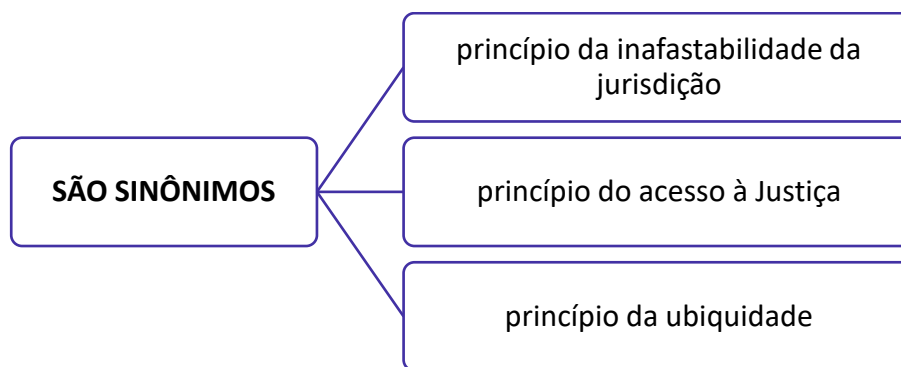 SÃO SINÔNIMOS
princípio da inafastabilidade da
jurisdição
princípio do acesso à Justiça
princípio da ubiquidade